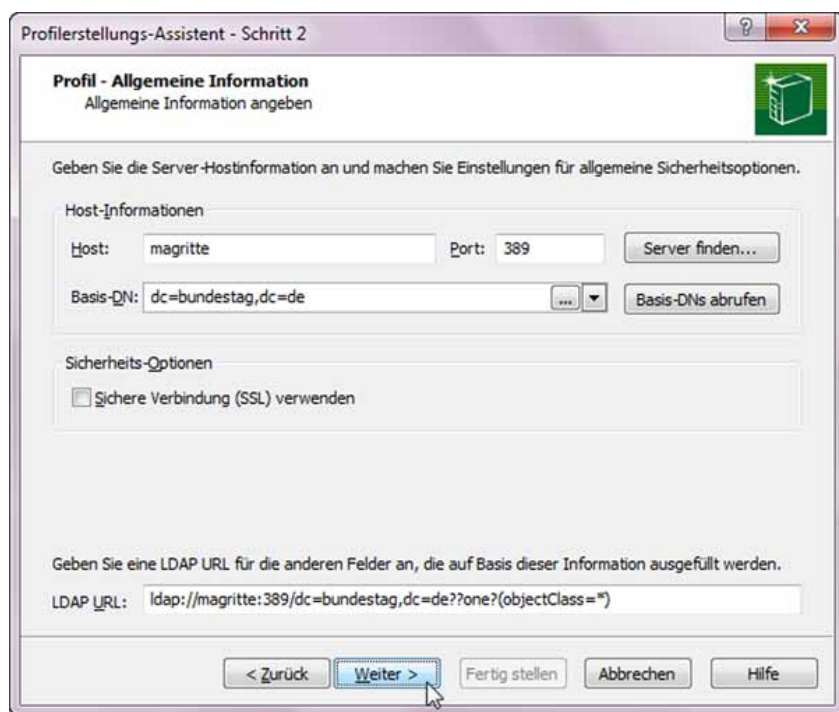 Profilerstellungs-Assistent - Schritt 2
Profil - Allgemeine Information
Allgemeine Information angeben
Geben Sie die Server-Hostinformation an und machen Sie Einstellungen für allgemeine Sicherheitsoptionen.
Host-Informationen
Host: magritte Port: 389 Server finden...
Basis-DN: dc=bundestag,dc=de ... Basis-DNs abrufen
Sicherheits-Optionen
Sichere Verbindung (SSL) verwenden
Geben Sie eine LDAP URL für die anderen Felder an, die auf Basis dieser Information ausgefüllt werden.
LDAP URL: ldap://magritte:389/dc=bundestag,dc=de??one?(objectClass=*)
< Zurück Weiter > Fertig stellen Abbrechen Hilfe